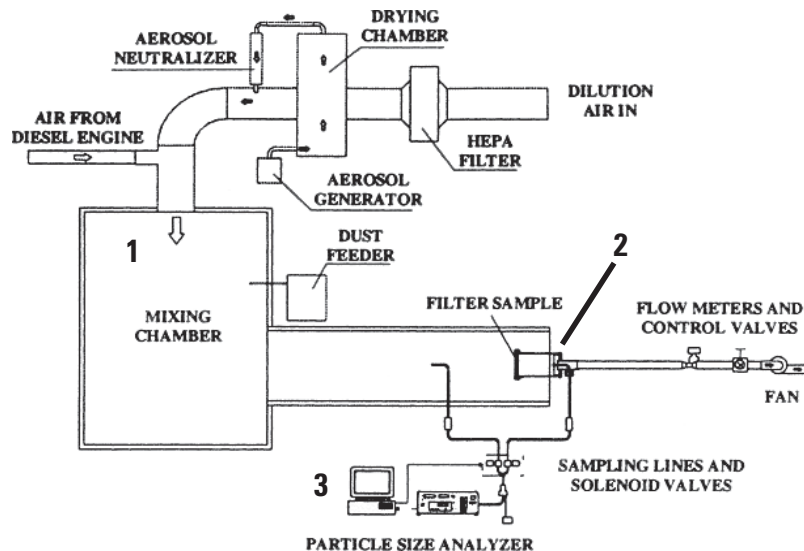 AEROSOL
NEUTRALIZER
DRYING
CHAMBER
AIR FROM
DIESEL ENGINE
DILUTION
AIR IN
HEPA
FILTER
AEROSOL
GENERATOR
1
DUST
FEEDER
2
MIXING
CHAMBER
FILTER SAMPLE
FLOW METERS AND
CONTROL VALVES
FAN
3
SAMPLING LINES AND
SOLENOID VALVES
PARTICLE SIZE ANALYZER